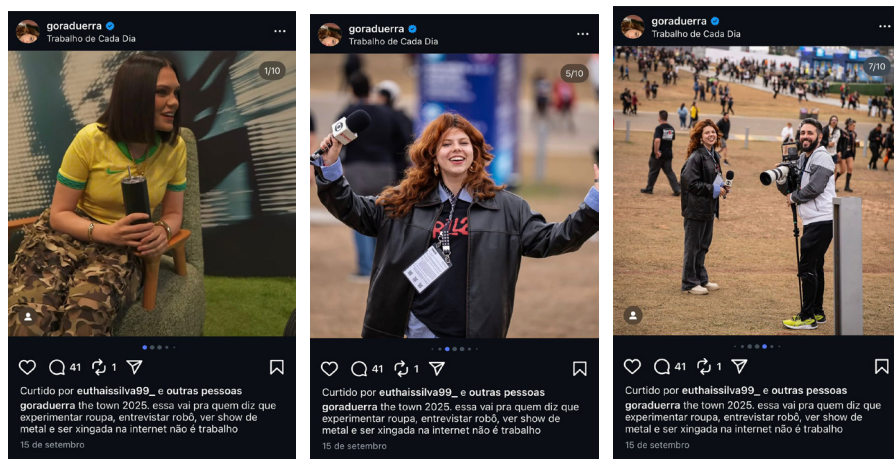 goraduerra
Trabalho de Cada Dia
1/10
41
1
Curtido por euthaissilva99_ e outras pessoas
goraduerra the town 2025. essa vai pra quem diz que
experimentar roupa, entrevistar robô, ver show de
metal e ser xingada na internet não é trabalho
15 de setembro
goraduerra
Trabalho de Cada Dia
5/10
41
1
Curtido por euthaissilva99_ e outras pessoas
goraduerra the town 2025. essa vai pra quem diz que
experimentar roupa, entrevistar robô, ver show de
metal e ser xingada na internet não é trabalho
15 de setembro
goraduerra
Trabalho de Cada Dia
7/10
41
1
Curtido por euthaissilva99_ e outras pessoas
goraduerra the town 2025. essa vai pra quem diz que
experimentar roupa, entrevistar robô, ver show de
metal e ser xingada na internet não é trabalho
15 de setembro